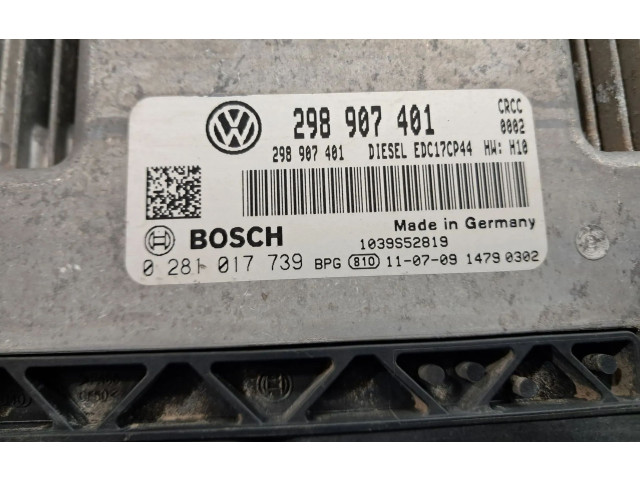 298 907 401
CRCC
0002
298 907 401 DIESEL EDC17CP44 HW: H10
Made in Germany
BOSCH
1039S52819
0 281 017 739 BPG 810 11-07-09 1479 0302